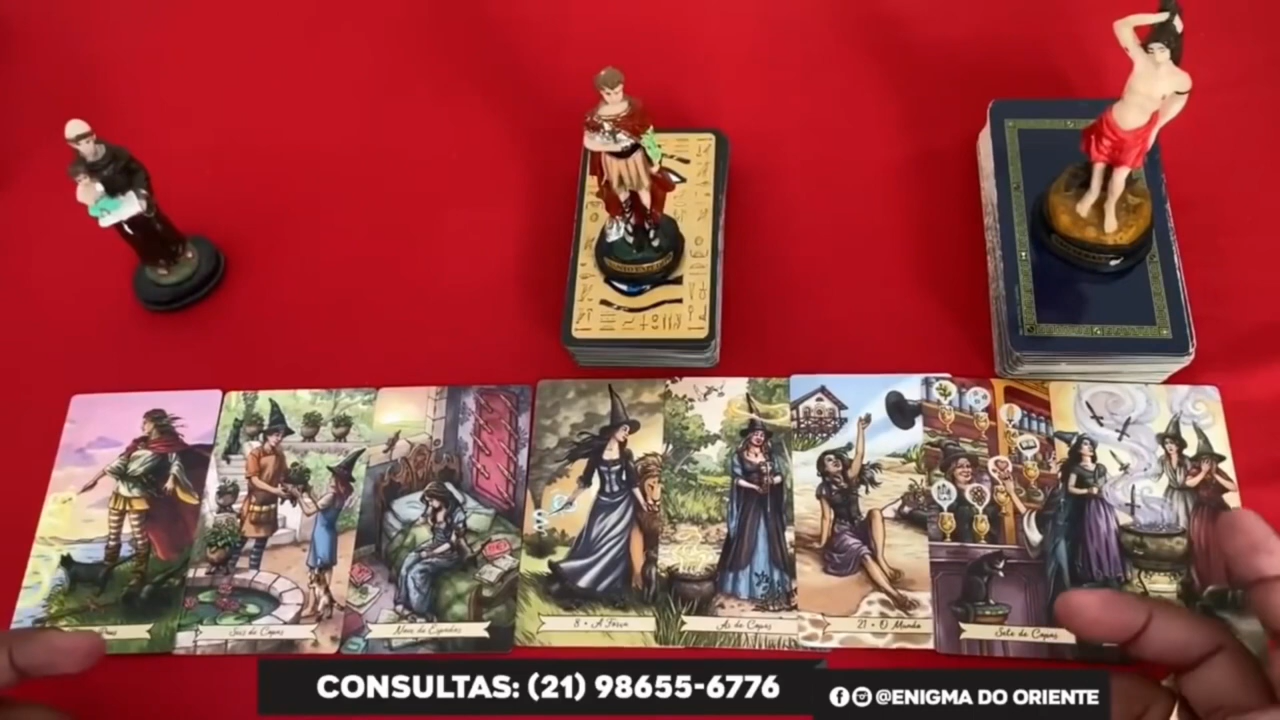 Seis de Copas
Nove de Espadas
8 • A Força
Ás de Copas
21 • O Mundo
Sete de Copas
CONSULTAS: (21) 98655-6776
@ENIGMA DO ORIENTE